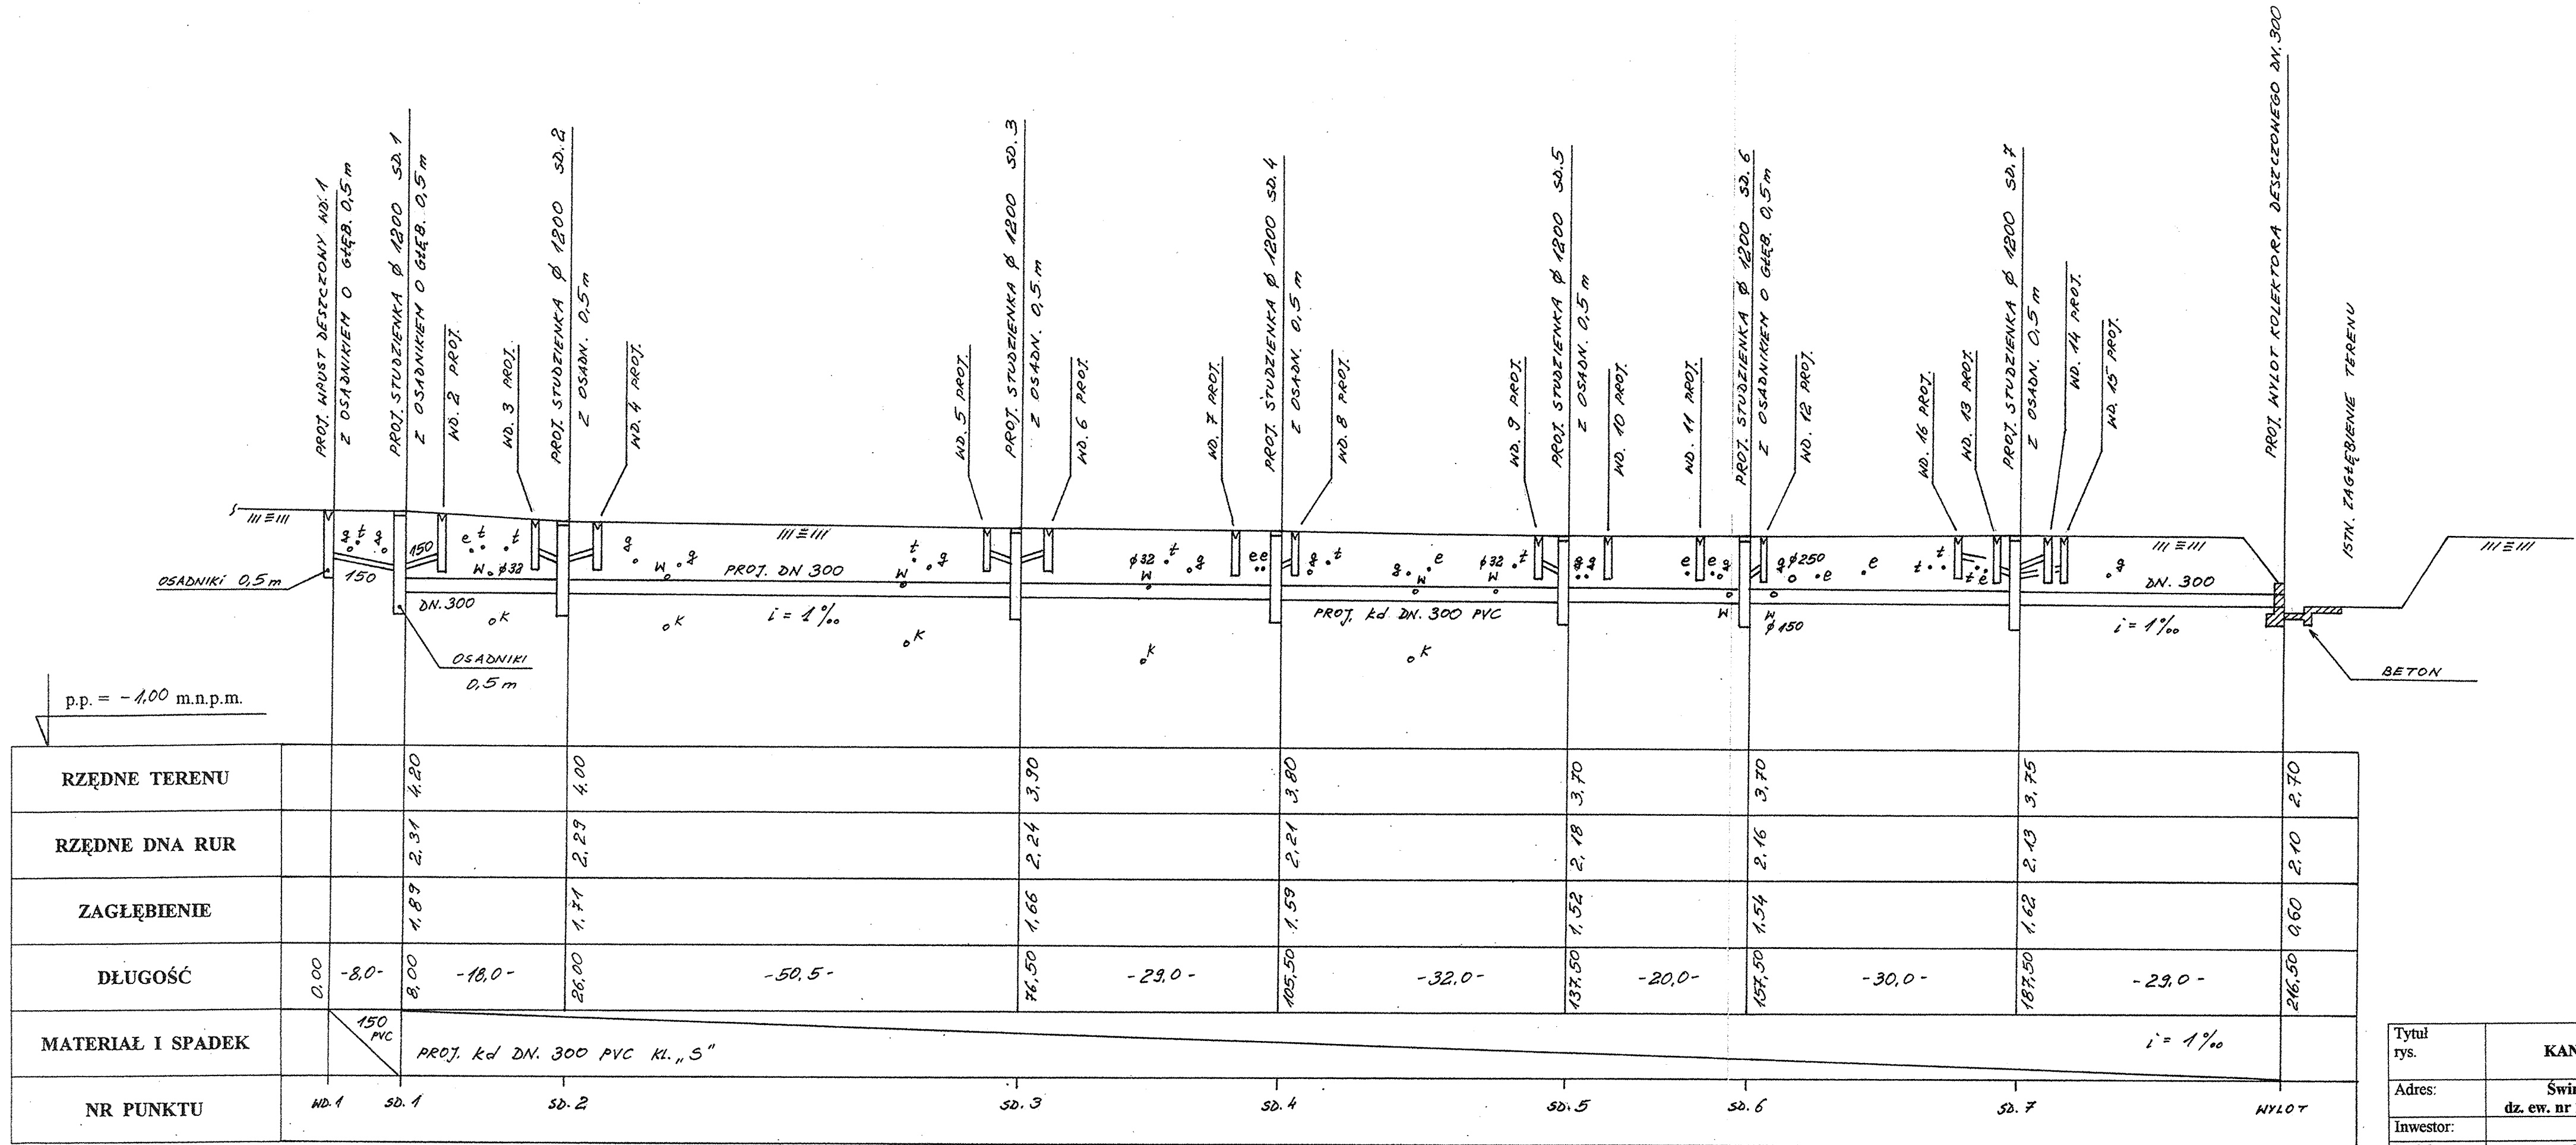 PROJ. WPUST DESZCZOWY WD.1
Z OSADNIKIEM O GŁĘB. 0,5 m
PROJ. STUDZIENKA ϕ 1200 SD.1
Z OSADNIKIEM O GŁĘB. 0,5 m
WD. 2 PROJ.
WD. 3 PROJ.
PROJ. STUDZIENKA ϕ 1200 SD.2
Z OSADN. 0,5 m
WD. 4 PROJ.
WD. 5 PROJ.
PROJ. STUDZIENKA ϕ 1200 SD.3
Z OSADN. 0,5 m
WD. 6 PROJ.
WD. 7 PROJ.
PROJ. STUDZIENKA ϕ 1200 SD.4
Z OSADN. 0,5 m
WD. 8 PROJ.
WD. 9 PROJ.
PROJ. STUDZIENKA ϕ 1200 SD.5
Z OSADN. 0,5 m
WD. 10 PROJ.
WD. 11 PROJ.
PROJ. STUDZIENKA ϕ 1200 SD.6
Z OSADNIKIEM O GŁĘB. 0,5 m
WD. 12 PROJ.
WD. 16 PROJ.
WD. 13 PROJ.
PROJ. STUDZIENKA ϕ 1200 SD.7
Z OSADN. 0,5 m
WD. 14 PROJ.
WD. 15 PROJ.
PROJ. WYLOT KOLEKTORA DESZCZOWEGO DN.300
ISTN. ZAGŁĘBIENIE TERENU
g t g
150
e t t
W ϕ32
g W g
t g
W
ϕ32 t g
W
e e
g t
g e
W
ϕ32 t
W
g g
e g
W
ϕ250
e e
W
ϕ150
t
t e
g
OSADNIKI 0,5 m
150
DN. 300
PROJ. DN 300
i = 1‰
PROJ. kd DN. 300 PVC
DN. 300
i = 1‰
K
K
K
K
K
OSADNIKI
0,5 m
BETON
p.p. = -1,00 m.n.p.m.
RZĘDNE TERENU 4.20 4.00 3,90 3,80 3,70 3,70 3,75 2,70
RZĘDNE DNA RUR 2,31 2,29 2,24 2,21 2,18 2,16 2,13 2,10
ZAGŁĘBIENIE 1,89 1,71 1,66 1.59 1,52 1,54 1,62 0,60
DŁUGOŚĆ 0,00 -8,0- 8,00 -18,0- 26,00 -50,5- 76,50 -29,0- 105,50 -32,0- 137,50 -20,0- 157,50 -30,0- 187,50 -29,0- 216,50
MATERIAŁ I SPADEK 150 PVC PROJ. kd DN. 300 PVC KL. „S" i = 1‰
NR PUNKTU WD.1 SD.1 SD.2 SD.3 SD.4 SD.5 SD.6 SD.7 WYLOT
Tytuł
rys.
KAN
Adres:
Świn
dz. ew. nr
Inwestor: